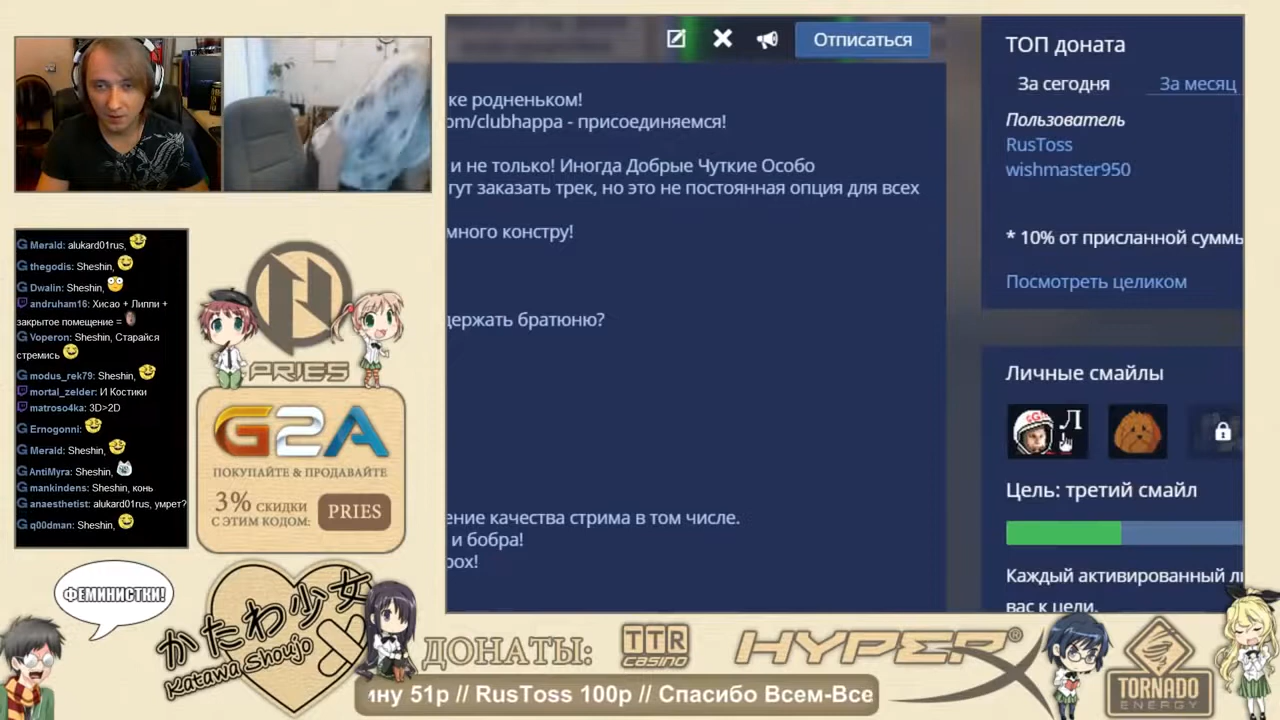 Отписаться
ке родненьком!
om/clubhappa - присоединяемся!
и не только! Иногда Добрые Чуткие Особо
гут заказать трек, но это не постоянная опция для всех
много констру!
держать братюню?
ение качества стрима в том числе.
и бобра!
рох!
ТОП доната
За сегодня За месяц
Пользователь
RusToss
wishmaster950
* 10% от присланной суммы
Посмотреть целиком
Личные смайлы
Л
Цель: третий смайл
Каждый активированный ли
вас к цели.
Merald: alukard01rus,
thegodis: Sheshin,
Dwalin: Sheshin,
andruham16: Хисао + Лилли +
закрытое помещение =
Voperon: Sheshin, Старайся
стремись
modus_rek79: Sheshin,
mortal_zelder: И Костики
matroso4ka: 3D>2D
Ernogonni:
Merald: Sheshin,
AntiMyra: Sheshin,
mankindens: Sheshin, конь
anaesthetist: alukard01rus, умрет?
q00dman: Sheshin,
PRIES
G2A
ПОКУПАЙТЕ & ПРОДАВАЙТЕ
3% СКИДКИ
С ЭТИМ КОДОМ:
PRIES
ФЕМИНИСТКИ!
かたわ少女
Katawa Shoujo
ДОНАТЫ:
TTR
CASINO
HYPERX®
TORNADO
ENERGY
ину 51р // RusToss 100р // Спасибо Всем-Все